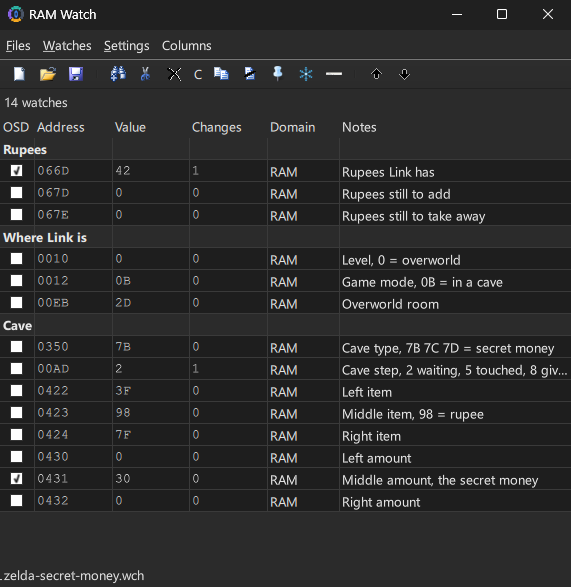 RAM Watch
Files Watches Settings Columns
C
14 watches
OSD Address Value Changes Domain Notes
Rupees
066D 42 1 RAM Rupees Link has
067D 0 0 RAM Rupees still to add
067E 0 0 RAM Rupees still to take away
Where Link is
0010 0 0 RAM Level, 0 = overworld
0012 0B 0 RAM Game mode, 0B = in a cave
00EB 2D 0 RAM Overworld room
Cave
0350 7B 0 RAM Cave type, 7B 7C 7D = secret money
00AD 2 1 RAM Cave step, 2 waiting, 5 touched, 8 giv...
0422 3F 0 RAM Left item
0423 98 0 RAM Middle item, 98 = rupee
0424 7F 0 RAM Right item
0430 0 0 RAM Left amount
0431 30 0 RAM Middle amount, the secret money
0432 0 0 RAM Right amount
.zelda-secret-money.wch